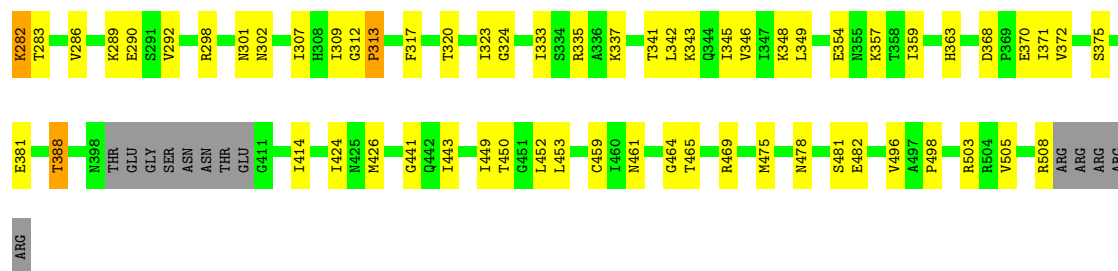 K282 T283 V286 K289 E290 S291 V292 R298 N301 N302 I307 H308 I309 G312 P313 F317 T320 I323 G324 I333 S334 R335 A336 K337 T341 L342 K343 Q344 I345 V346 I347 K348 L349 E354 N355 K357 T358 I359 H363 D368 P369 E370 I371 V372 S375
E381 T388 N398 THR GLU GLY SER ASN ASN THR GLU G411 I414 I424 N425 M426 G441 Q442 I443 I449 T450 G451 L452 L453 C459 I460 N461 G464 T465 R469 M475 N478 S481 E482 V496 A497 P498 R503 R504 V505 R508 ARG ARG ARG ARG
ARG